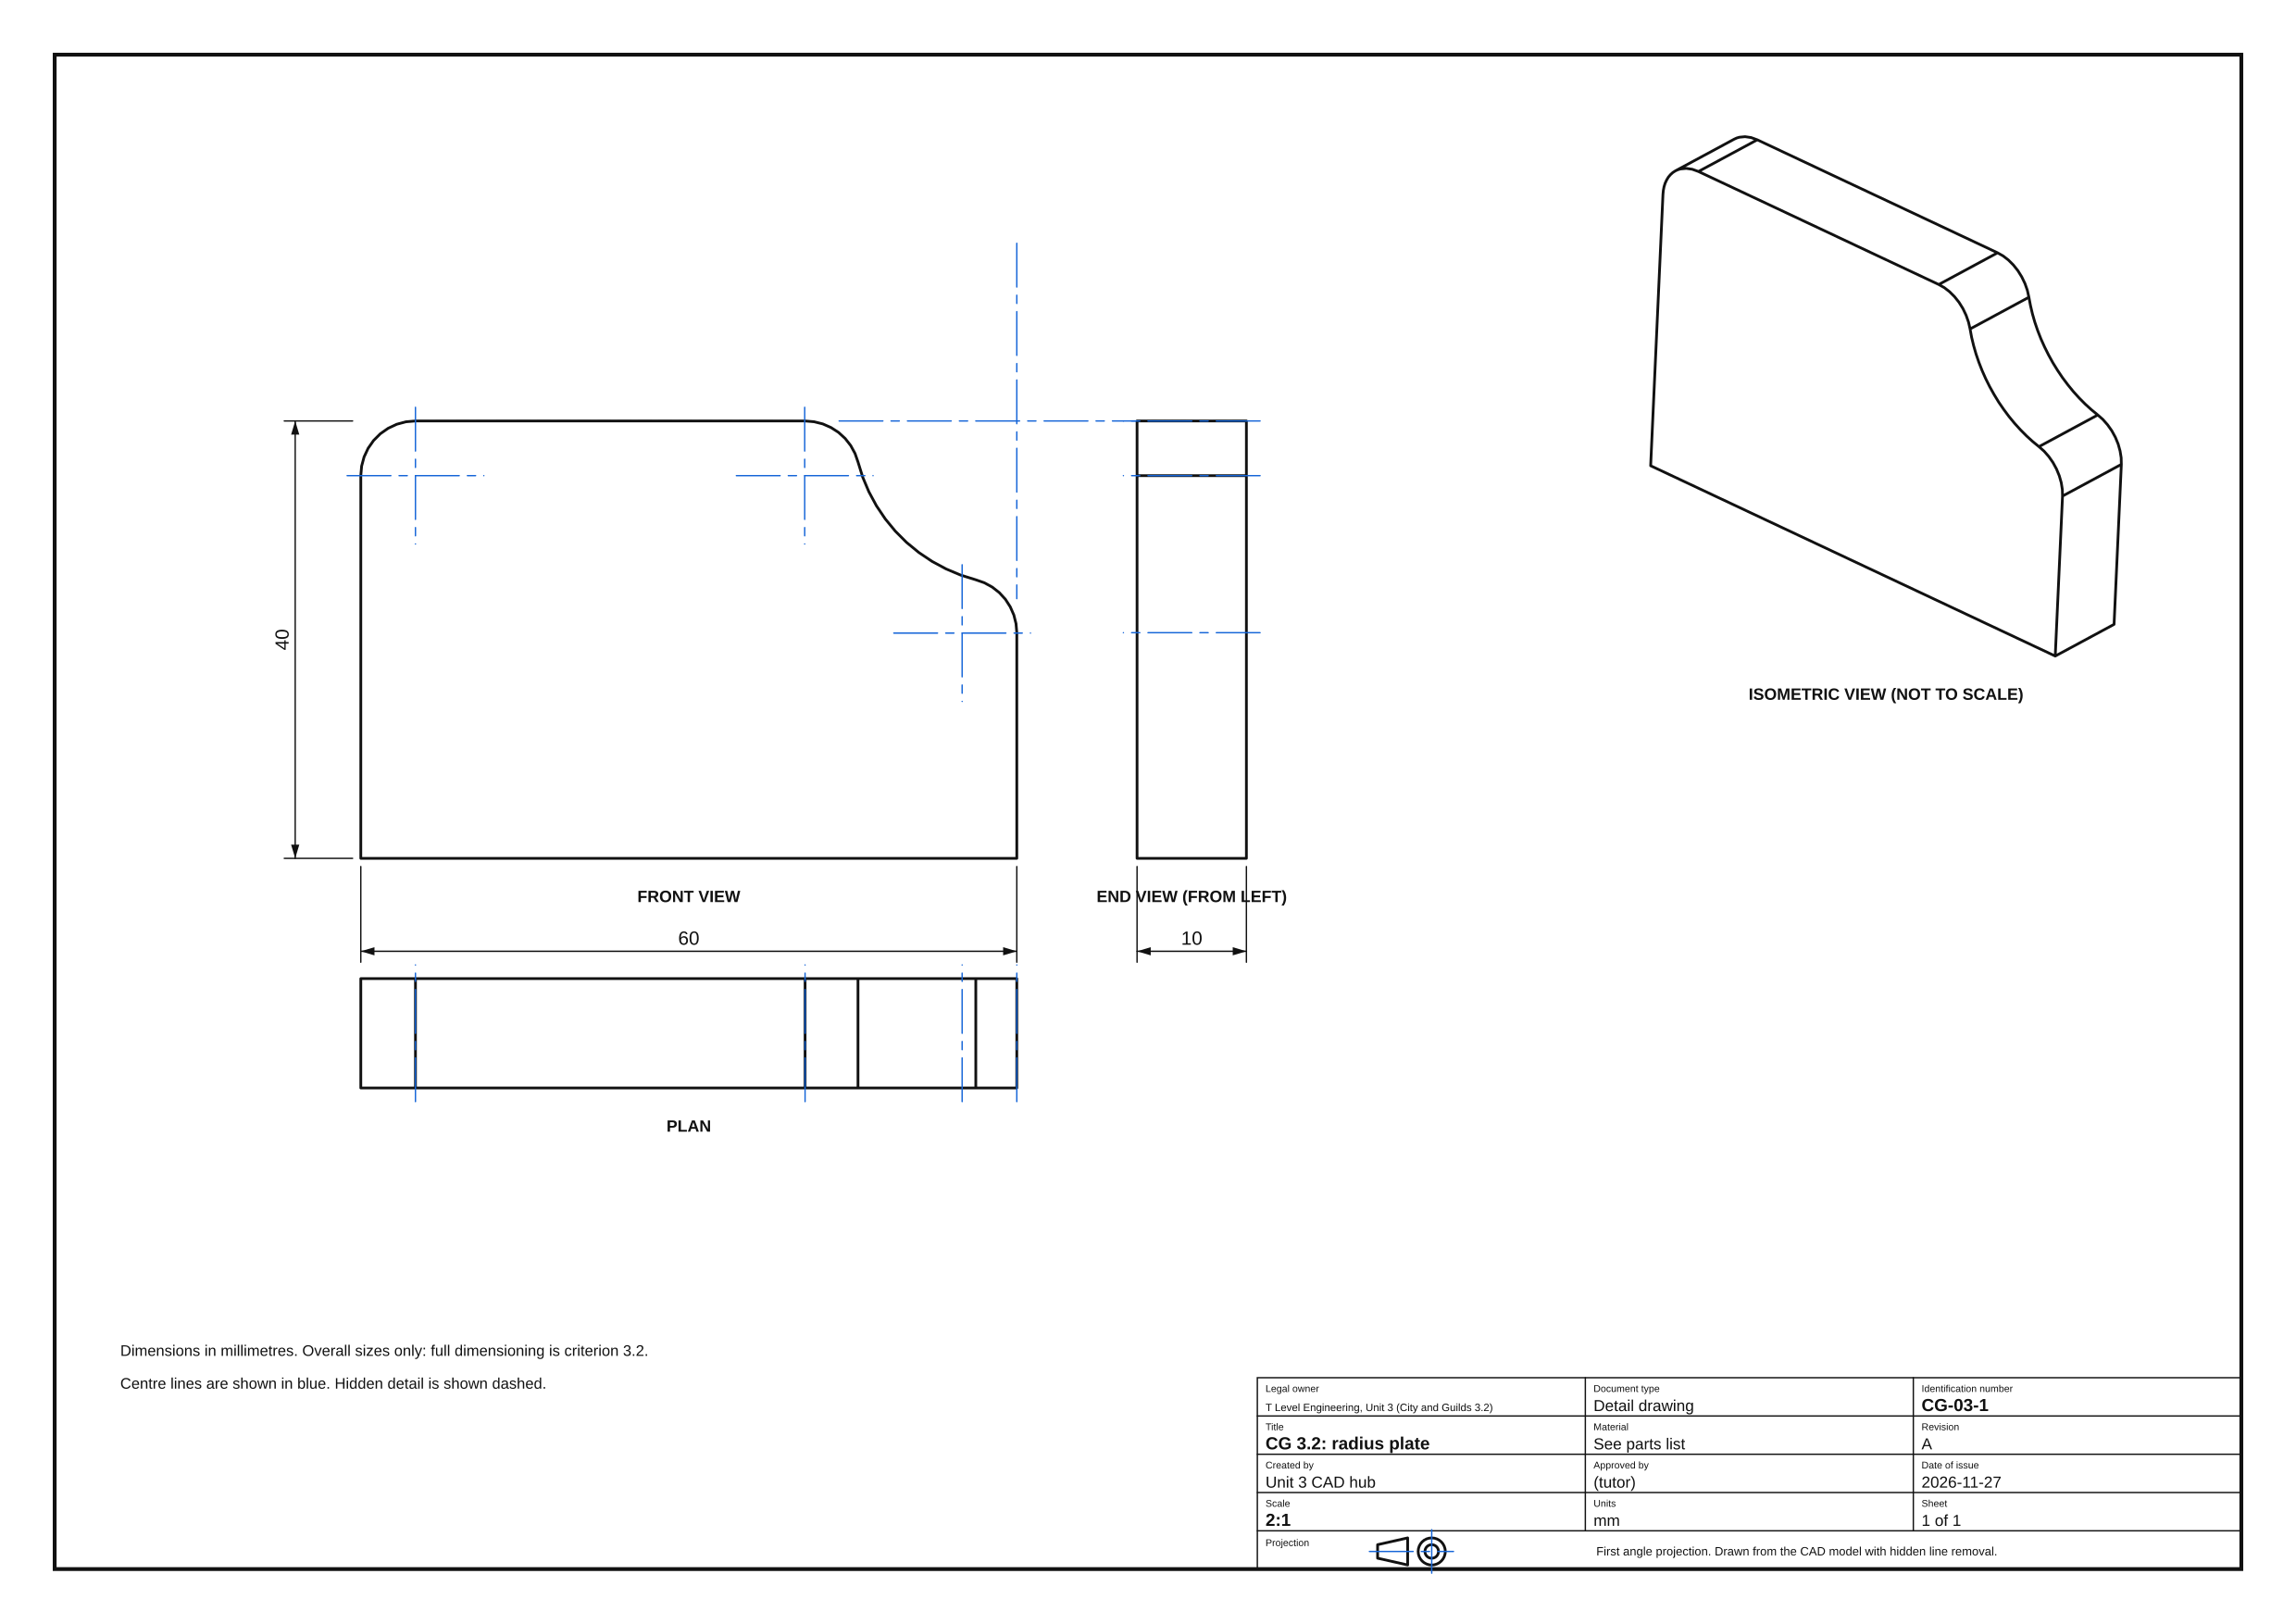 ISOMETRIC VIEW (NOT TO SCALE)
40
FRONT VIEW
END VIEW (FROM LEFT)
60
10
PLAN
Dimensions in millimetres. Overall sizes only: full dimensioning is criterion 3.2.
Centre lines are shown in blue. Hidden detail is shown dashed.
Legal owner
T Level Engineering, Unit 3 (City and Guilds 3.2)
Document type
Detail drawing
Identification number
CG-03-1
Title
CG 3.2: radius plate
Material
See parts list
Revision
A
Created by
Unit 3 CAD hub
Approved by
(tutor)
Date of issue
2026-11-27
Scale
2:1
Units
mm
Sheet
1 of 1
Projection
First angle projection. Drawn from the CAD model with hidden line removal.